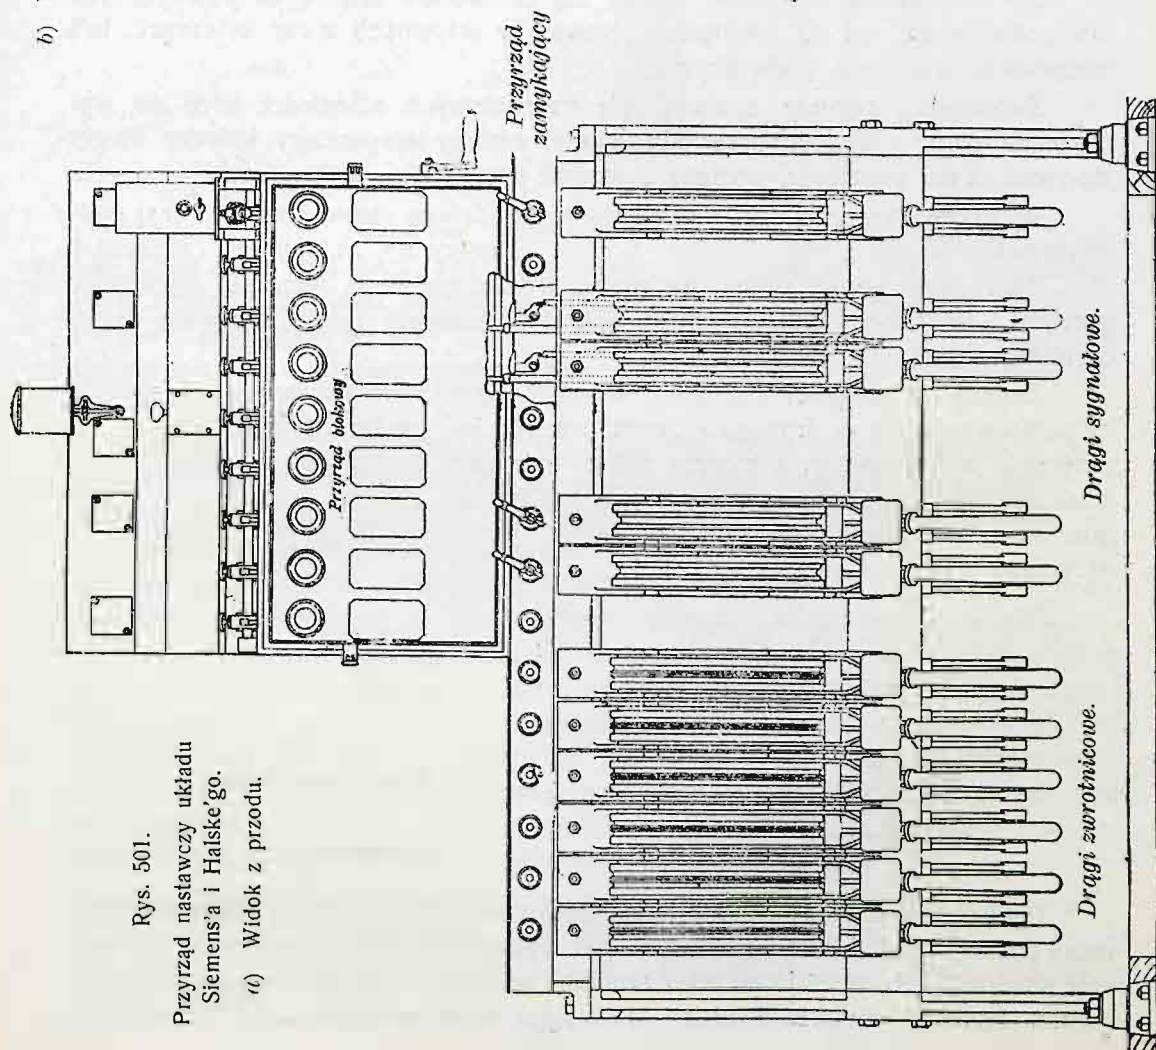 Rys. 501.
Przyrząd nastawczy układu
Siemens'a i Halske'go.
a) Widok z przodu.
b)
Przyrząd blokowy
Przyrząd
zamykający
Drągi zwrotnicowe.
Drągi sygnałowe.